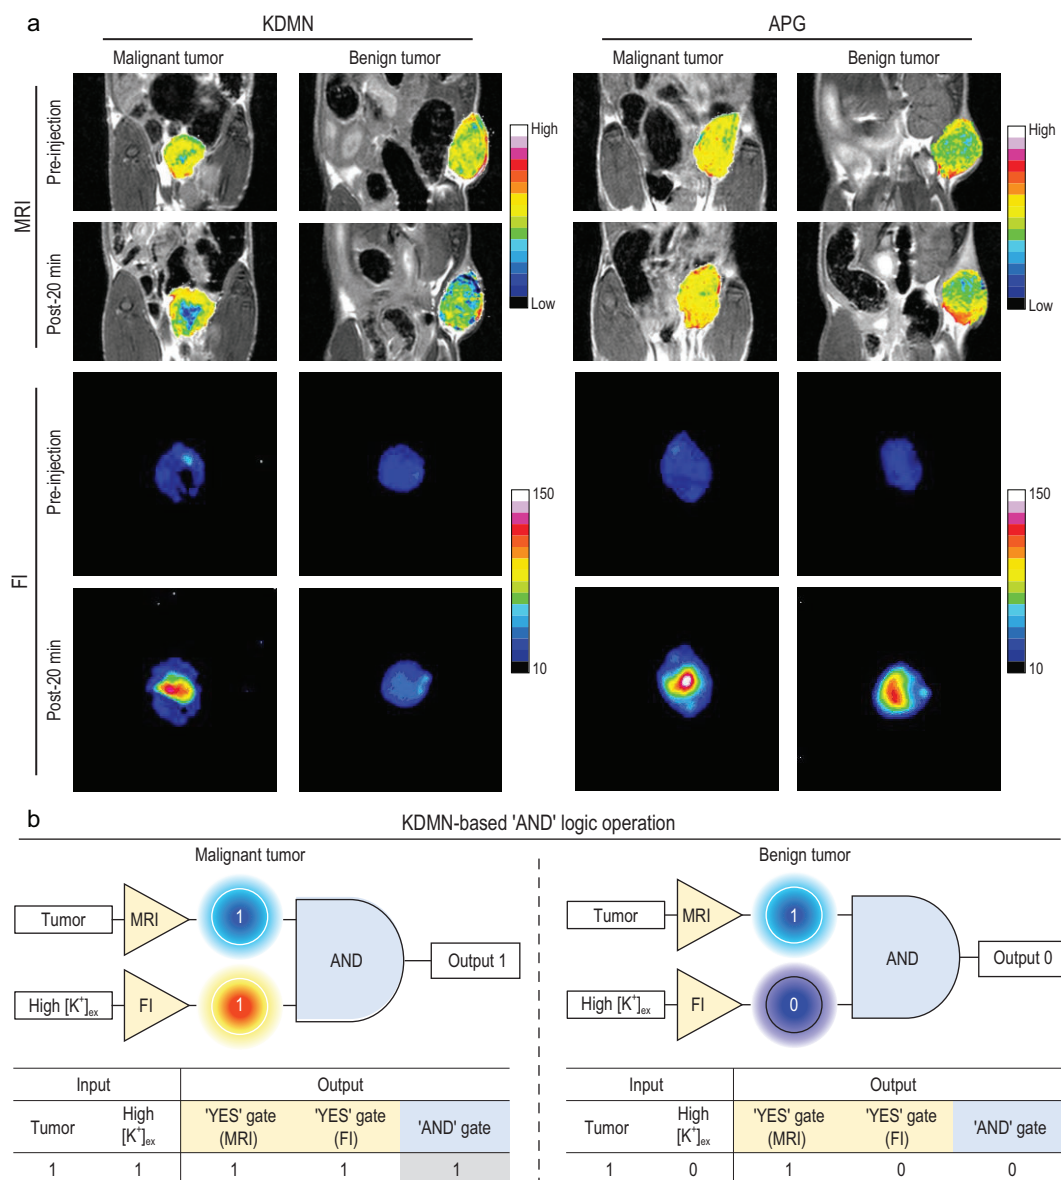 a
KDMN
APG
Malignant tumor
Benign tumor
Malignant tumor
Benign tumor
MRI
Pre-injection
High
High
Post-20 min
Low
Low
FI
Pre-injection
150
150
Post-20 min
10
10
b
KDMN-based 'AND' logic operation
Malignant tumor
Tumor
MRI
1
AND
Output 1
High [K⁺]ₑₓ
FI
1
Input
Output
Tumor
High
[K⁺]ₑₓ
'YES' gate
(MRI)
'YES' gate
(FI)
'AND' gate
1 1 1 1 1
Benign tumor
Tumor
MRI
1
AND
Output 0
High [K⁺]ₑₓ
FI
0
Input
Output
Tumor
High
[K⁺]ₑₓ
'YES' gate
(MRI)
'YES' gate
(FI)
'AND' gate
1 0 1 0 0